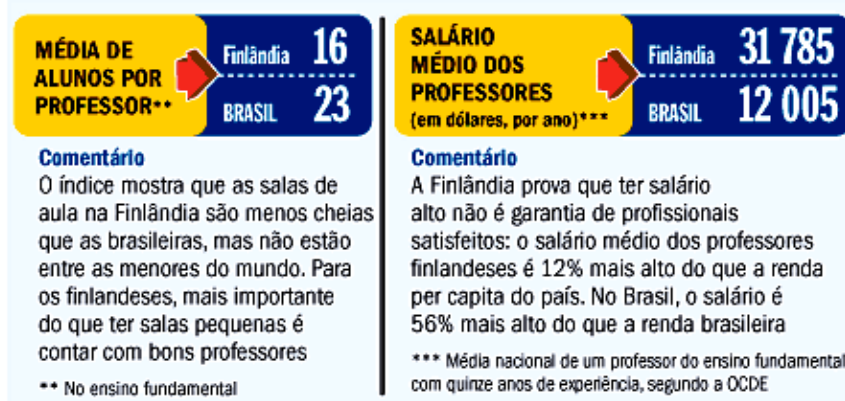 MÉDIA DE
ALUNOS POR
PROFESSOR**
Finlândia 16
BRASIL 23
Comentário
O índice mostra que as salas de
aula na Finlândia são menos cheias
que as brasileiras, mas não estão
entre as menores do mundo. Para
os finlandeses, mais importante
do que ter salas pequenas é
contar com bons professores
** No ensino fundamental
SALÁRIO
MÉDIO DOS
PROFESSORES
(em dólares, por ano)***
Finlândia 31 785
BRASIL 12 005
Comentário
A Finlândia prova que ter salário
alto não é garantia de profissionais
satisfeitos: o salário médio dos professores
finlandeses é 12% mais alto do que a renda
per capita do país. No Brasil, o salário é
56% mais alto do que a renda brasileira
*** Média nacional de um professor do ensino fundamental
com quinze anos de experiência, segundo a OCDE